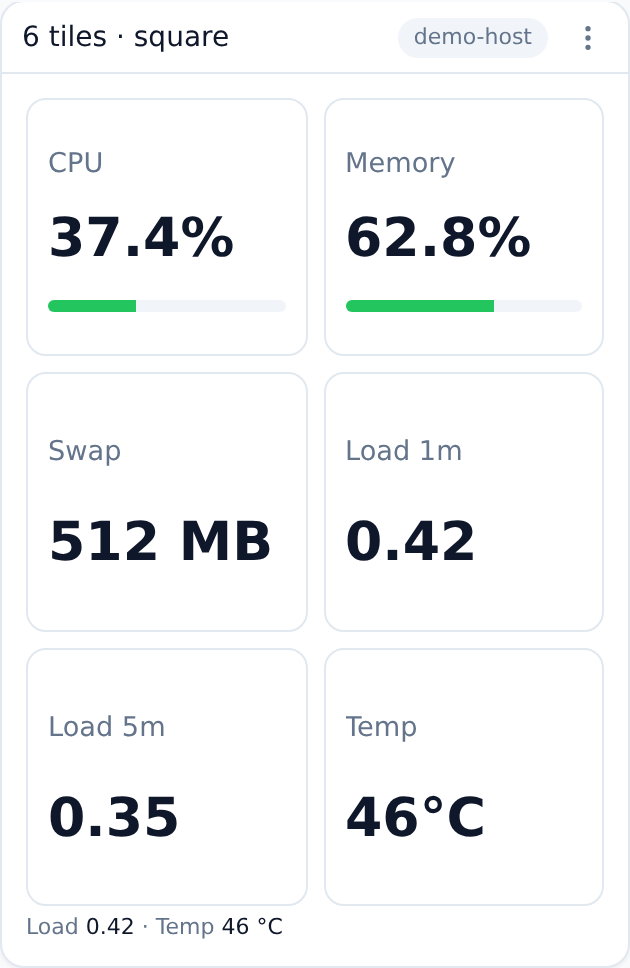 6 tiles · square demo-host
CPU
37.4%
Memory
62.8%
Swap
512 MB
Load 1m
0.42
Load 5m
0.35
Temp
46°C
Load 0.42 · Temp 46 °C